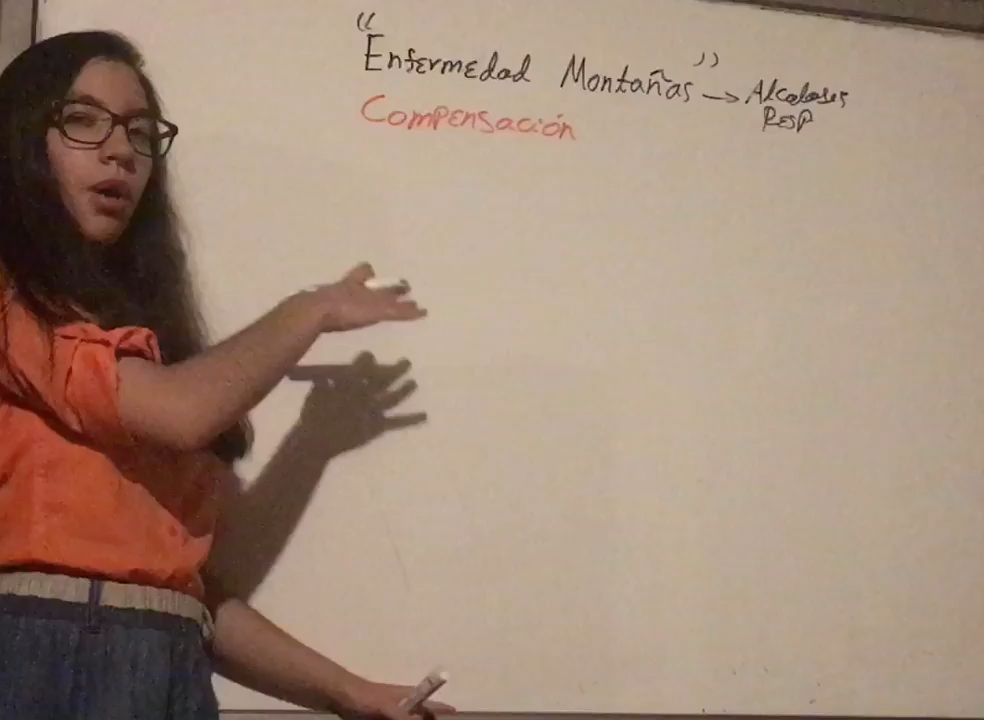 "Enfermedad Montañas" → Alcalosis
Resp
Compensación